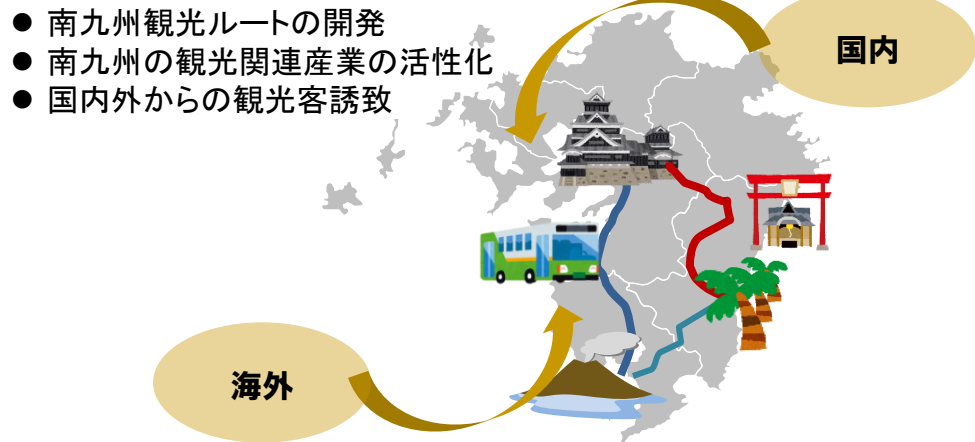 ● 南九州観光ルートの開発
● 南九州の観光関連産業の活性化
● 国内外からの観光客誘致
国内
海外